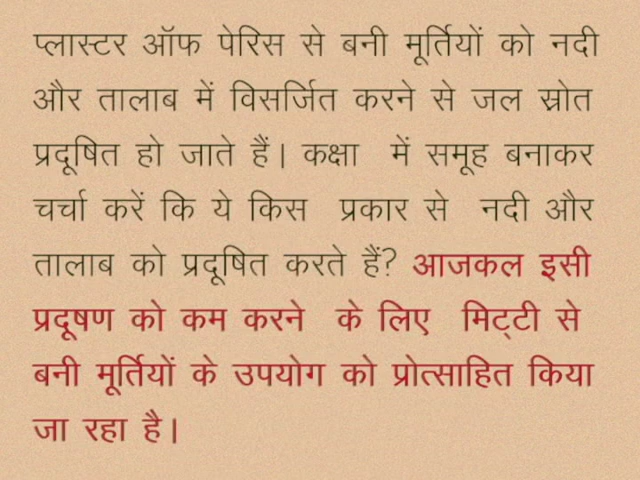 प्लास्टर ऑफ पेरिस से बनी मूर्तियों को नदी
और तालाब में विसर्जित करने से जल स्रोत
प्रदूषित हो जाते हैं। कक्षा में समूह बनाकर
चर्चा करें कि ये किस प्रकार से नदी और
तालाब को प्रदूषित करते हैं? आजकल इसी
प्रदूषण को कम करने के लिए मिट्टी से
बनी मूर्तियों के उपयोग को प्रोत्साहित किया
जा रहा है।